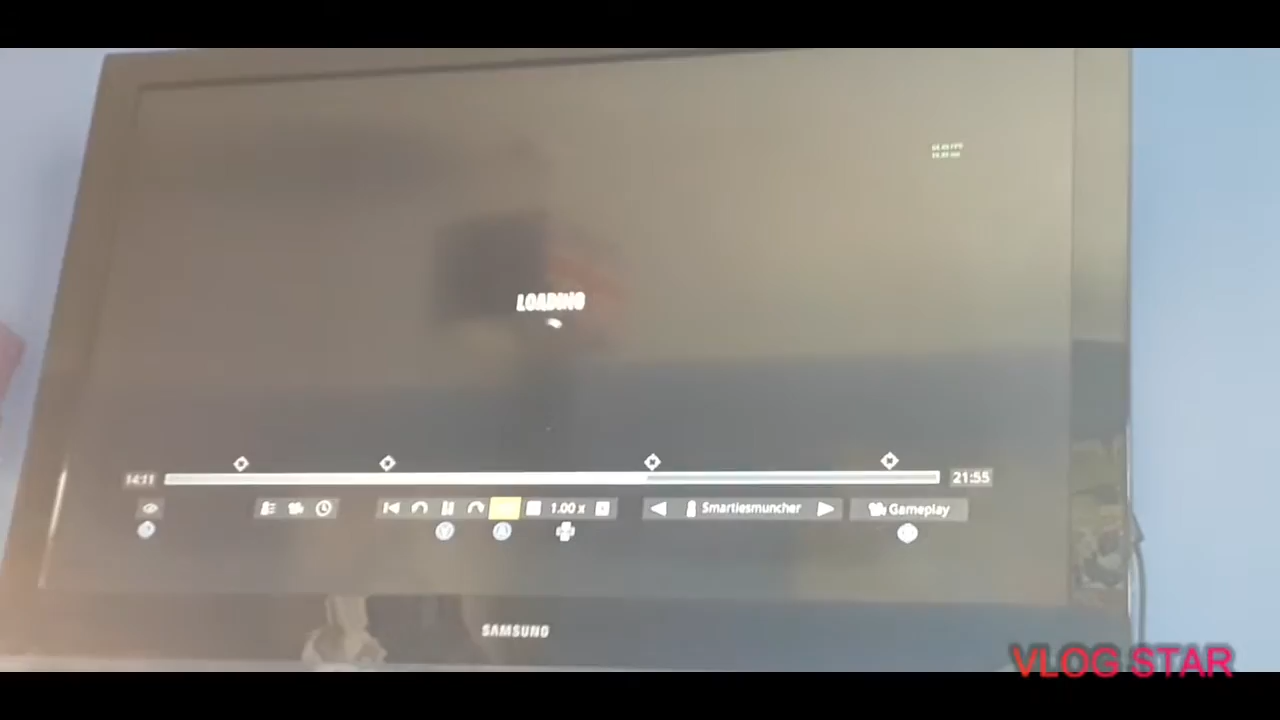 LOADING
14:11
21:55
1.00 x
Smartiesmuncher
Gameplay
SAMSUNG
VLOG STAR